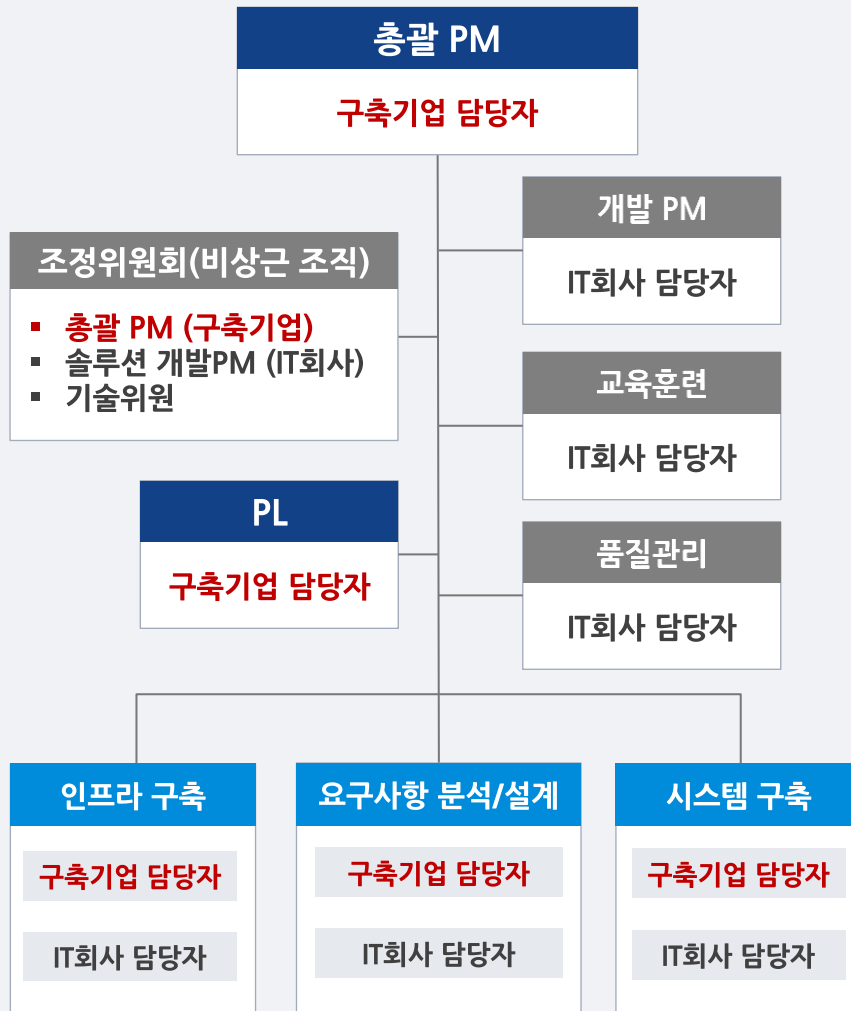 총괄 PM
구축기업 담당자
개발 PM
IT회사 담당자
조정위원회(비상근 조직)
▪ 총괄 PM (구축기업)
▪ 솔루션 개발PM (IT회사)
▪ 기술위원
교육훈련
IT회사 담당자
PL
구축기업 담당자
품질관리
IT회사 담당자
인프라 구축
구축기업 담당자
IT회사 담당자
요구사항 분석/설계
구축기업 담당자
IT회사 담당자
시스템 구축
구축기업 담당자
IT회사 담당자